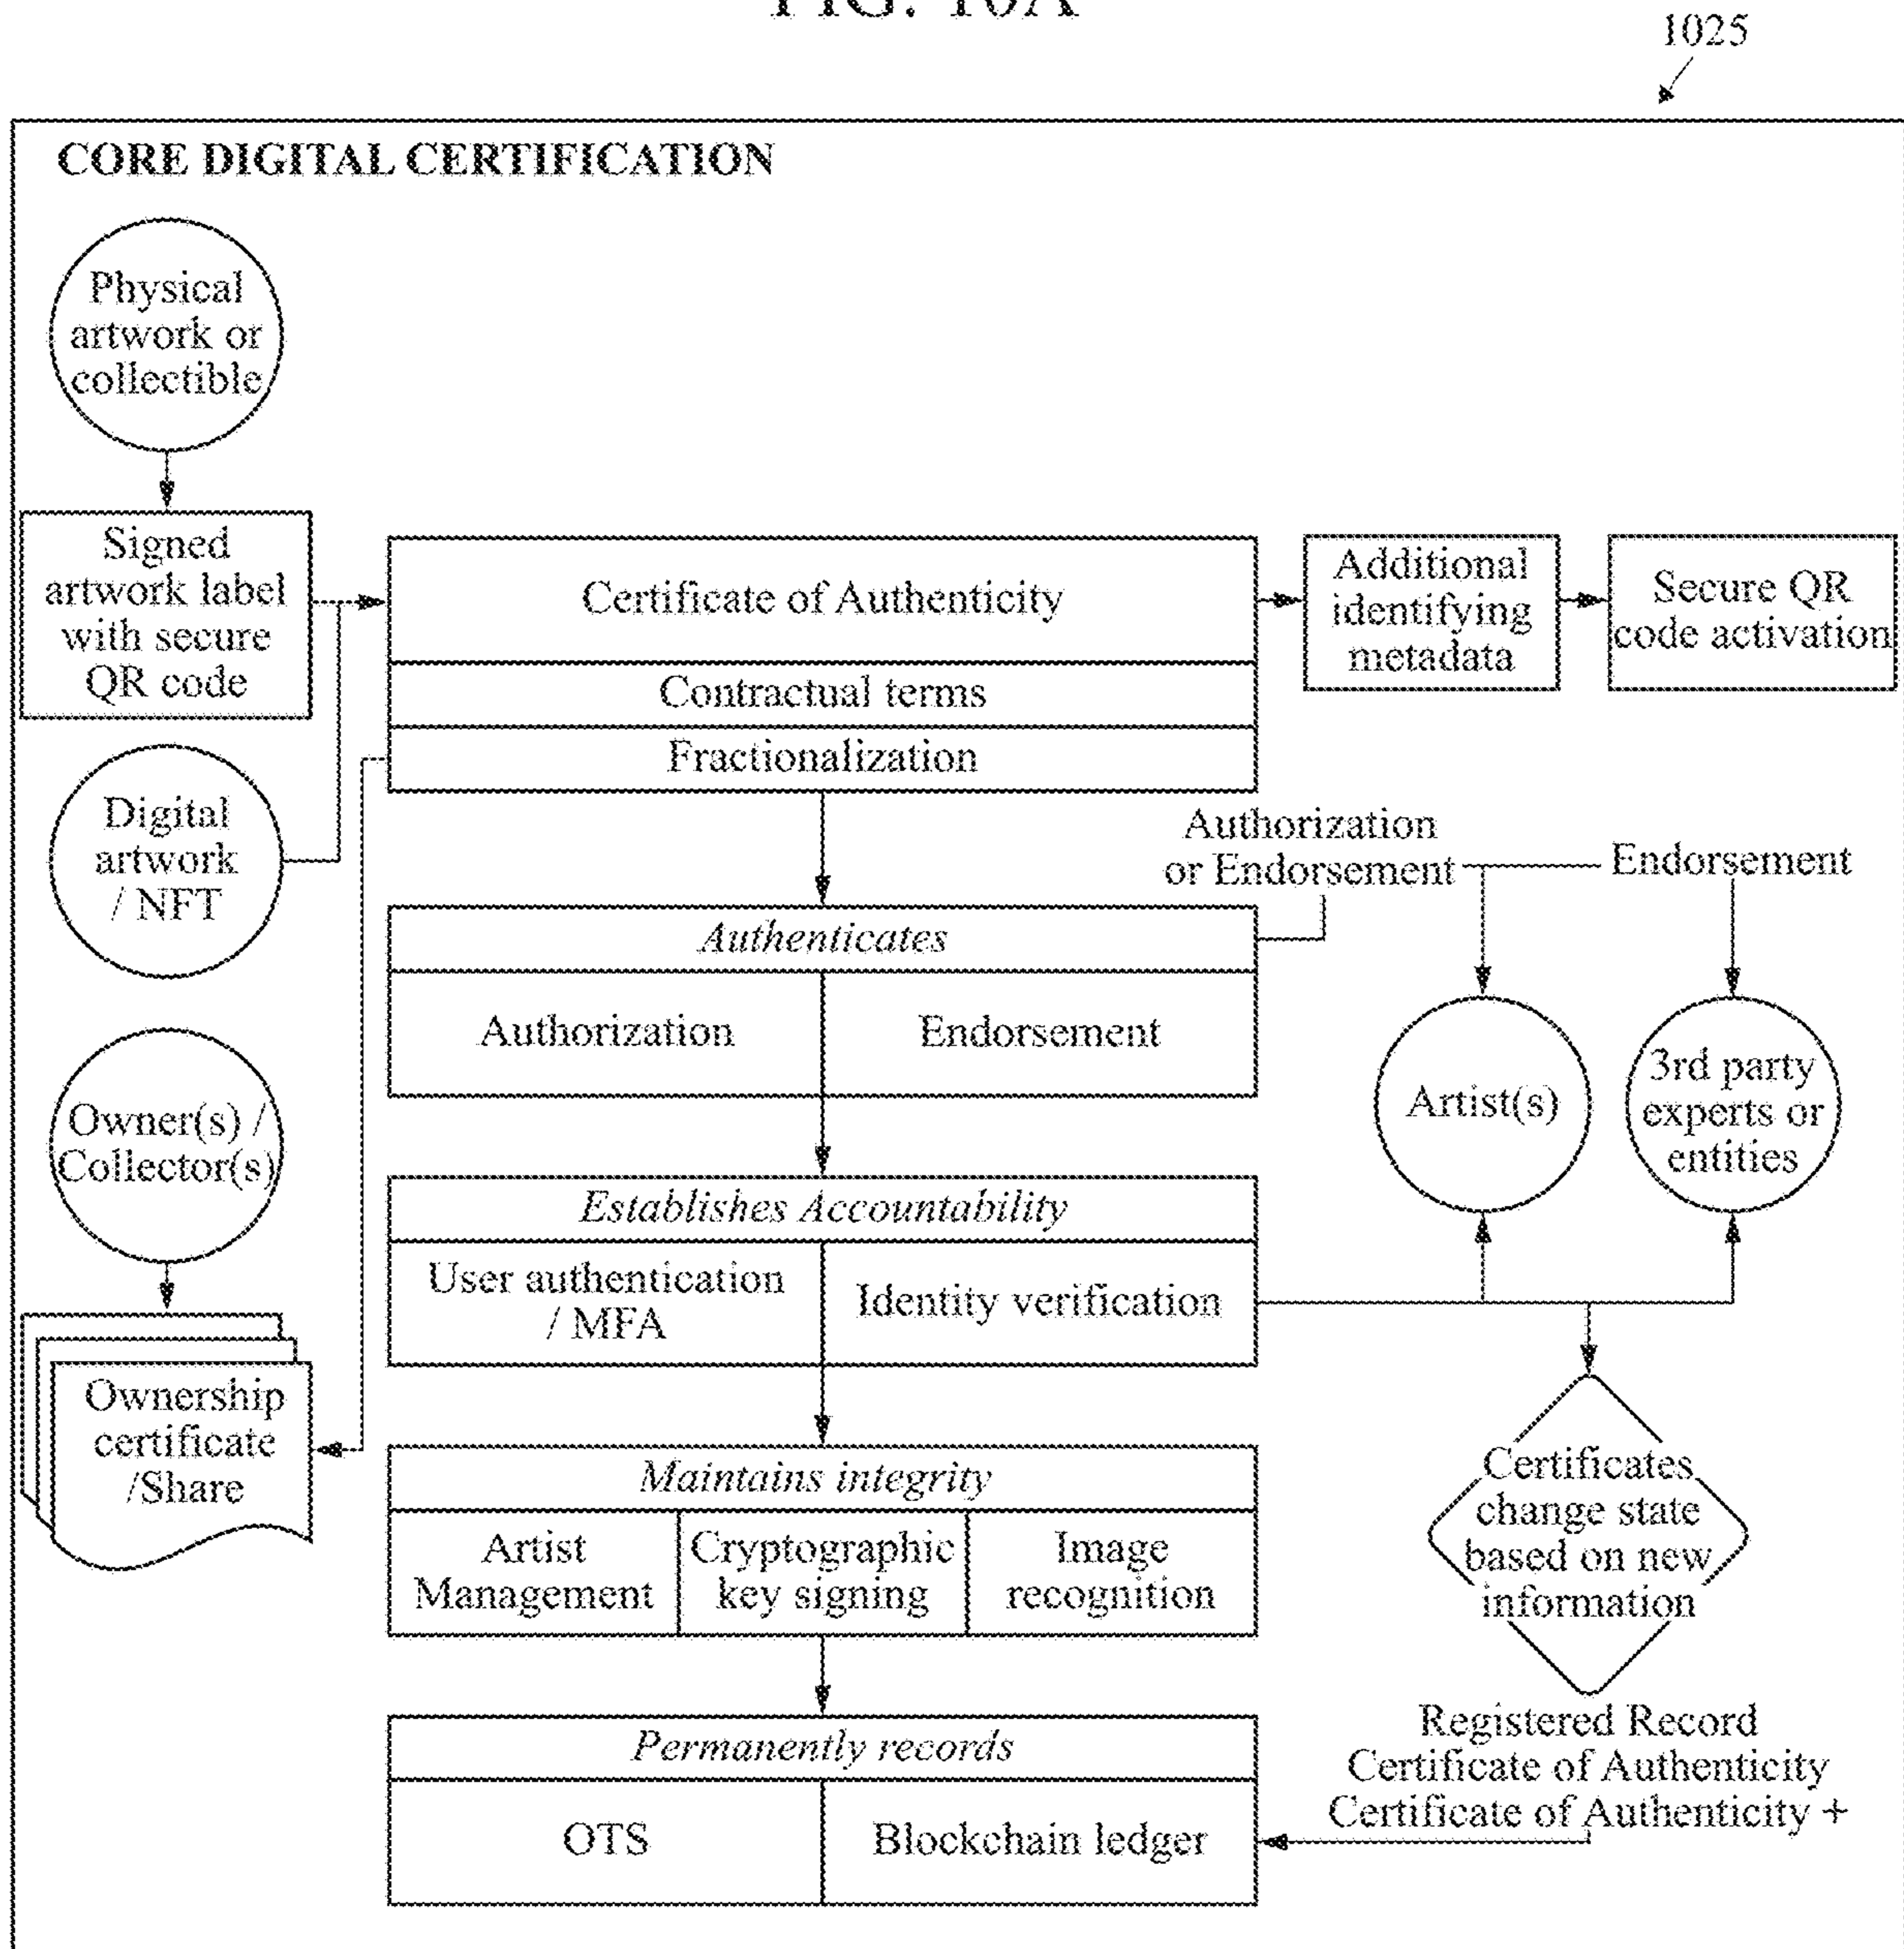 FIG. 10A
1025
CORE DIGITAL CERTIFICATION
Physical
artwork or
collectible
Signed
artwork label
with secure
QR code
Certificate of Authenticity
Contractual terms
Fractionalization
Additional
identifying
metadata
Secure QR
code activation
Digital
artwork
/ NFT
Authorization
or Endorsement
Endorsement
Authenticates
Authorization
Endorsement
Artist(s)
3rd party
experts or
entities
Owner(s) /
Collector(s)
Establishes Accountability
User authentication
/ MFA
Identity verification
Ownership
certificate
/Share
Maintains integrity
Artist
Management
Cryptographic
key signing
Image
recognition
Certificates
change state
based on new
information
Permanently records
OTS
Blockchain ledger
Registered Record
Certificate of Authenticity
Certificate of Authenticity +